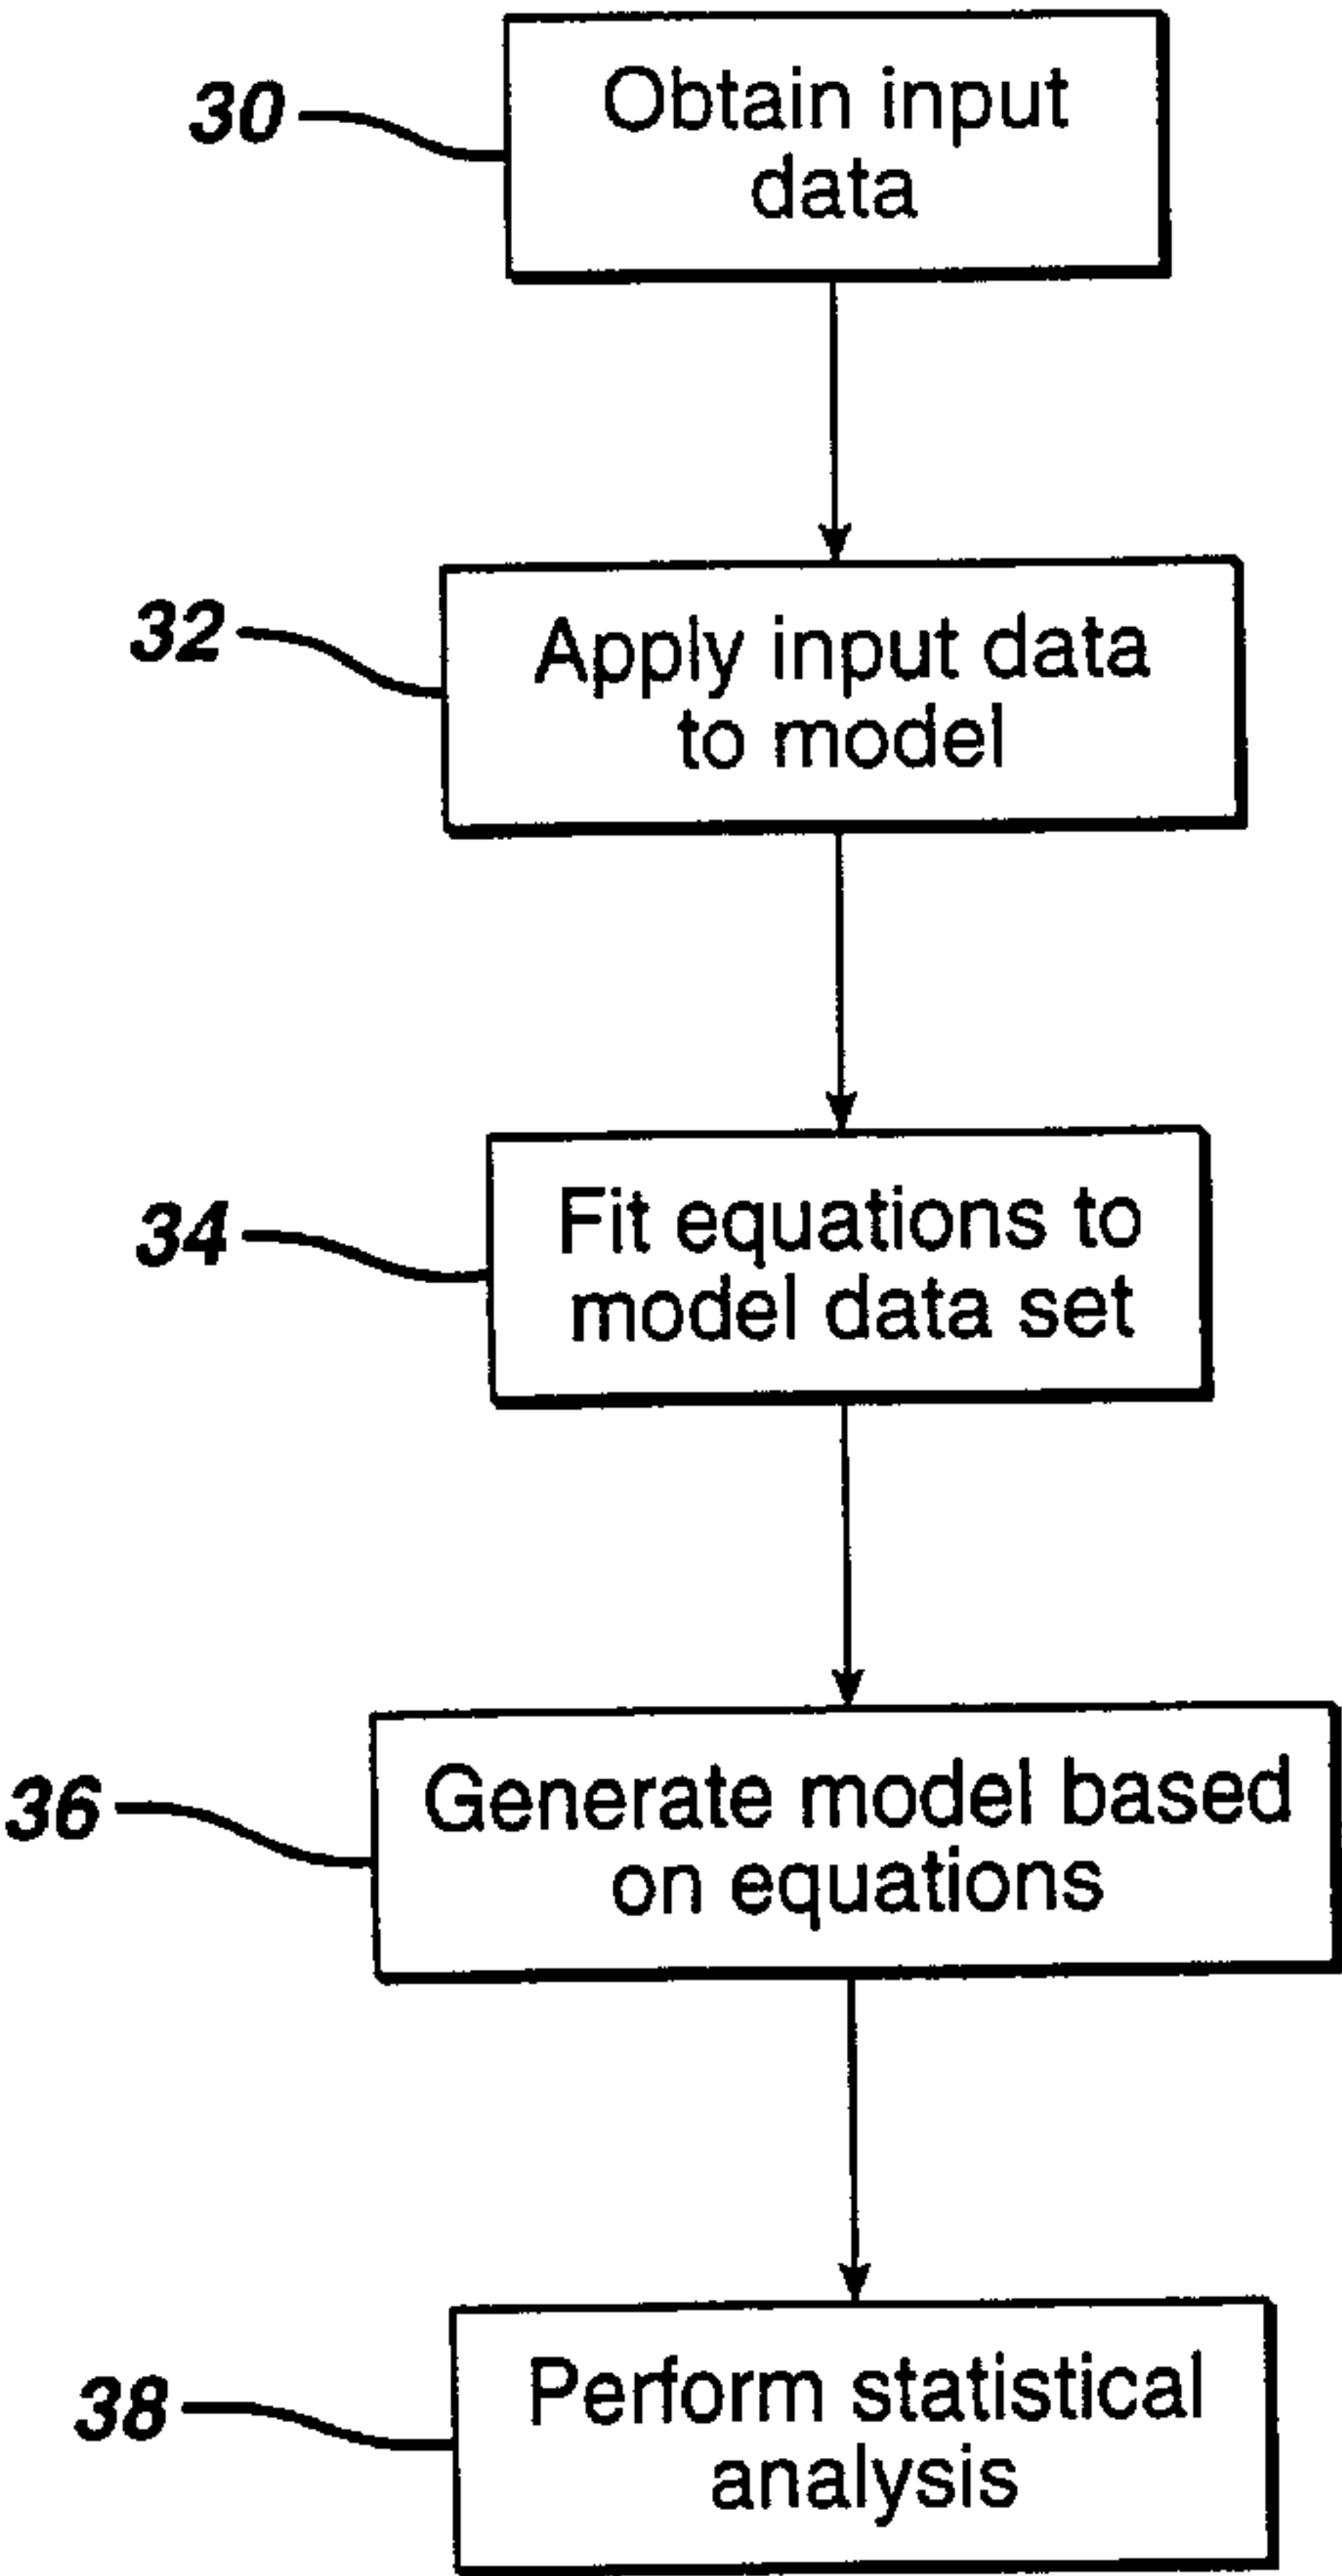 30
Obtain input
data
32
Apply input data
to model
34
Fit equations to
model data set
36
Generate model based
on equations
38
Perform statistical
analysis